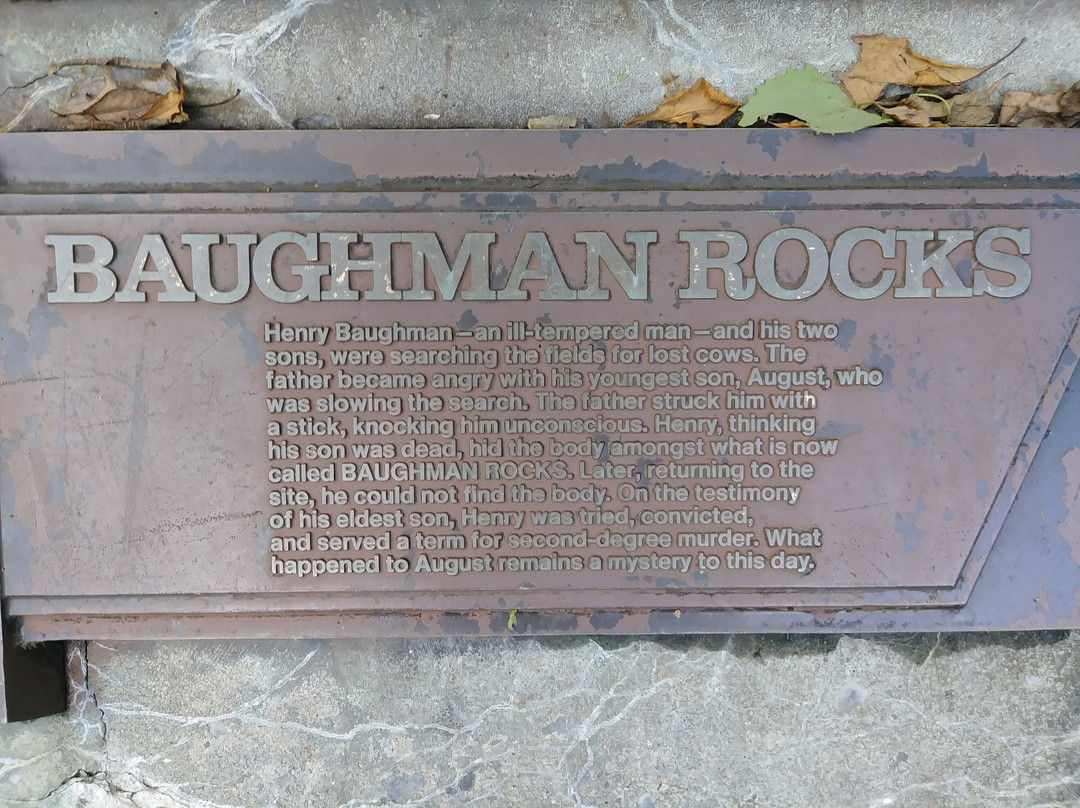 BAUGHMAN ROCKS
Henry Baughman—an ill-tempered man—and his two
sons, were searching the fields for lost cows. The
father became angry with his youngest son, August, who
was slowing the search. The father struck him with
a stick, knocking him unconscious. Henry, thinking
his son was dead, hid the body amongst what is now
called BAUGHMAN ROCKS. Later, returning to the
site, he could not find the body. On the testimony
of his eldest son, Henry was tried, convicted,
and served a term for second-degree murder. What
happened to August remains a mystery to this day.